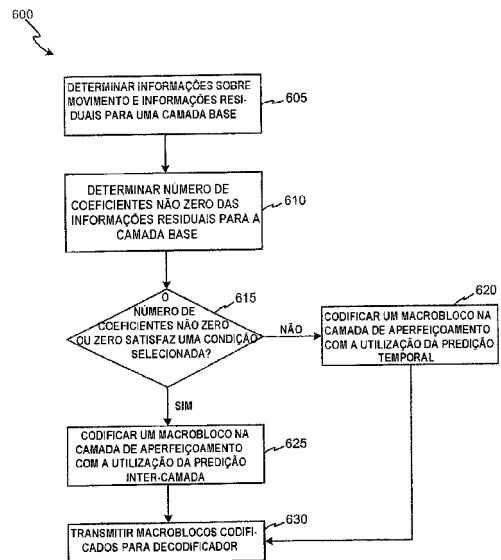 600
DETERMINAR INFORMAÇÕES SOBRE
MOVIMENTO E INFORMAÇÕES RESI-
DUAIS PARA UMA CAMADA BASE
605
DETERMINAR NÚMERO DE
COEFICIENTES NÃO ZERO DAS
INFORMAÇÕES RESIDUAIS PARA A
CAMADA BASE
610
O
NÚMERO DE
COEFICIENTES NÃO ZERO
OU ZERO SATISFAZ UMA CONDIÇÃO
SELECIONADA?
615
NÃO
620
CODIFICAR UM MACROBLOCO NA
CAMADA DE APERFEIÇOAMENTO
COM A UTILIZAÇÃO DA PREDIÇÃO
TEMPORAL
SIM
CODIFICAR UM MACROBLOCO NA
CAMADA DE APERFEIÇOAMENTO
COM A UTILIZAÇÃO DA PREDIÇÃO
INTER-CAMADA
625
TRANSMITIR MACROBLOCOS CODIFI-
CADOS PARA DECODIFICADOR
630